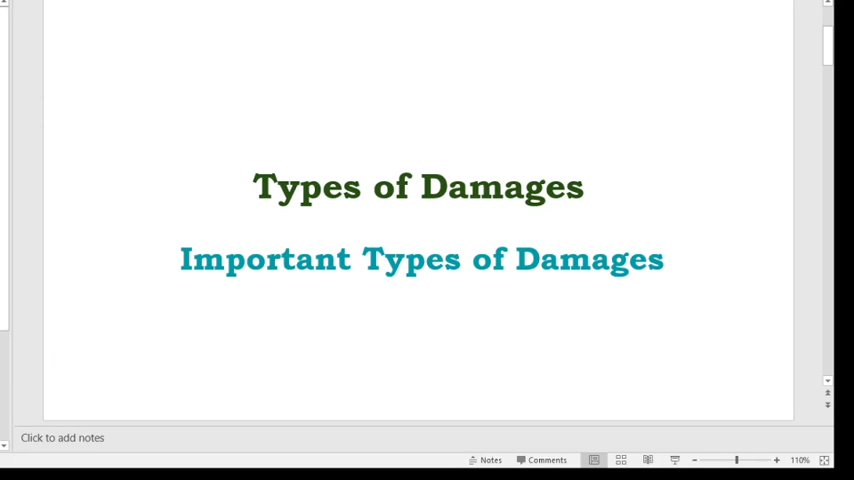 Types of Damages
Important Types of Damages
Click to add notes
Notes Comments 110%